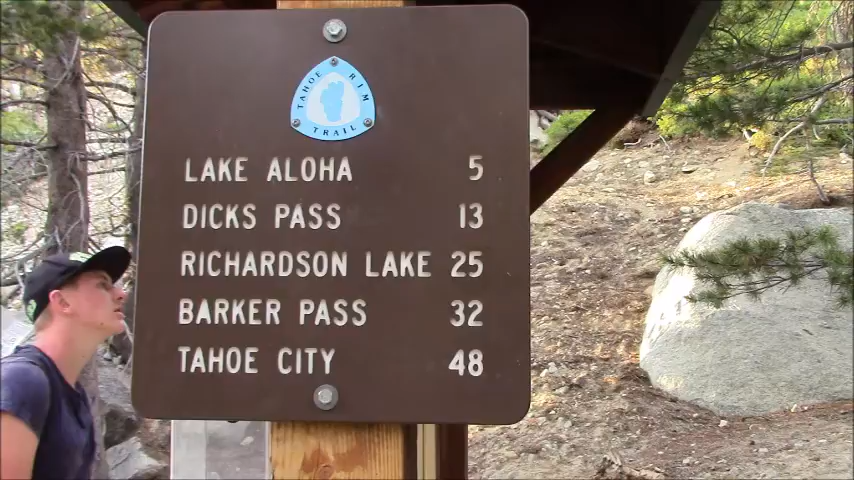 TAHOE RIM
TRAIL
LAKE ALOHA 5
DICKS PASS 13
RICHARDSON LAKE 25
BARKER PASS 32
TAHOE CITY 48